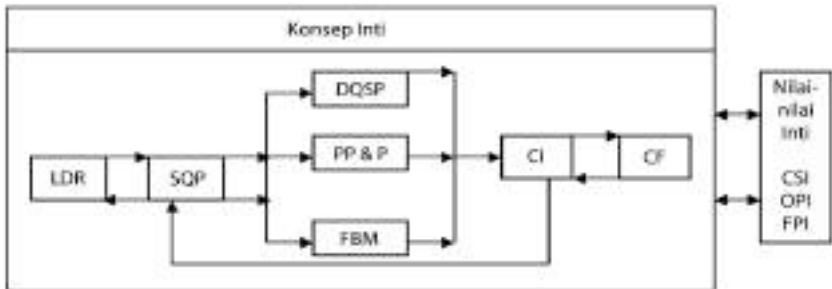 Konsep Inti
DQSP
PP & P
FBM
LDR
SQP
CI
CF
Nilai-
nilai
Inti
CSI
OPI
FPI